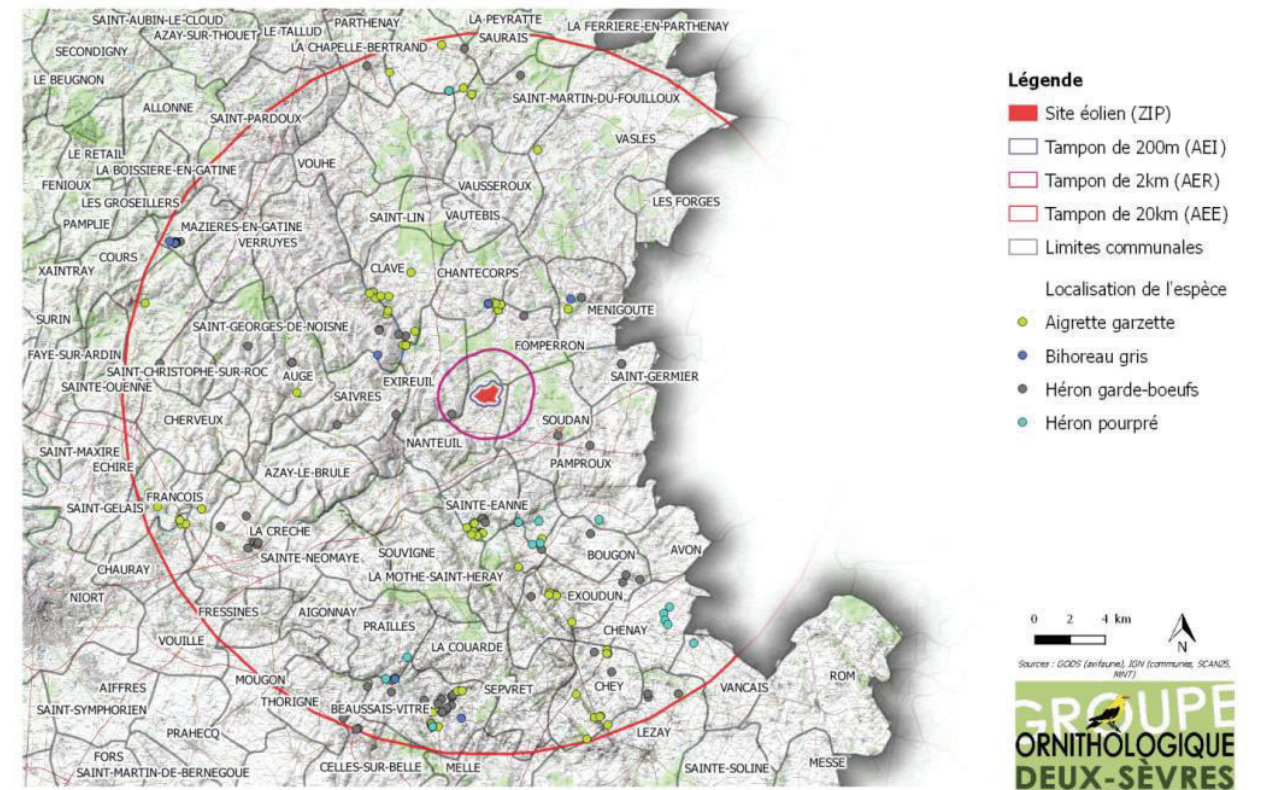 SAINT-AUBIN-LE-CLOUD
PARTHENAY
LA PEYRATTE
LA FERRIERE-EN-PARTHENAY
AZAY-SUR-THOUET
LE TALLUD
SAURAIS
SECONDIGNY
LA CHAPELLE-BERTRAND
LE BEUGNON
ALLONNE
SAINT-MARTIN-DU-FOUILLOUX
SAINT-PARDOUX
VASLES
LE RETAIL
VOUHE
LA BOISSIERE-EN-GATINE
FENIOUX
VAUSSEROUX
LES GROSEILLERS
LES FORGES
PAMPLIE
MAZIERES-EN-GATINE
SAINT-LIN
VAUTEBIS
VERRUYES
COURS
XAINTRAY
CLAVE
CHANTECORPS
SURIN
MENIGOUTE
SAINT-GEORGES-DE-NOISNE
FOMPERRON
FAYE-SUR-ARDIN
SAINT-CHRISTOPHE-SUR-ROC
SAINTE-OUENNE
AUGE
EXIREUIL
SAINT-GERMIER
SAIVRES
CHERVEUX
SOUDAN
NANTEUIL
SAINT-MAXIRE
ECHIRE
AZAY-LE-BRULE
PAMPROUX
FRANCOIS
SAINT-GELAIS
SAINTE-EANNE
LA CRECHE
SAINTE-NEOMAYE
SOUVIGNE
BOUGON
AVON
CHAURAY
LA MOTHE-SAINT-HERAY
NIORT
EXOUDUN
FRESSINES
AIGONNAY
PRAILLES
CHENAY
VOUILLE
LA COUARDE
ROM
MOUGON
AIFFRES
SEPVRET
CHEY
VANCAIS
THORIGNE
SAINT-SYMPHORIEN
BEAUSSAIS-VITRE
PRAHECQ
LEZAY
FORS
SAINT-MARTIN-DE-BERNEGOUE
CELLES-SUR-BELLE
MELLE
SAINTE-SOLINE
MESSE
Légende
Site éolien (ZIP)
Tampon de 200m (AEI)
Tampon de 2km (AER)
Tampon de 20km (AEE)
Limites communales
Localisation de l'espèce
Aigrette garzette
Bihoreau gris
Héron garde-boeufs
Héron pourpré
0 2 4 km
N
Sources : GODS (avifaune), IGN (communes, SCAN25, MNT)
GROUPE
ORNITHOLOGIQUE
DEUX-SÈVRES